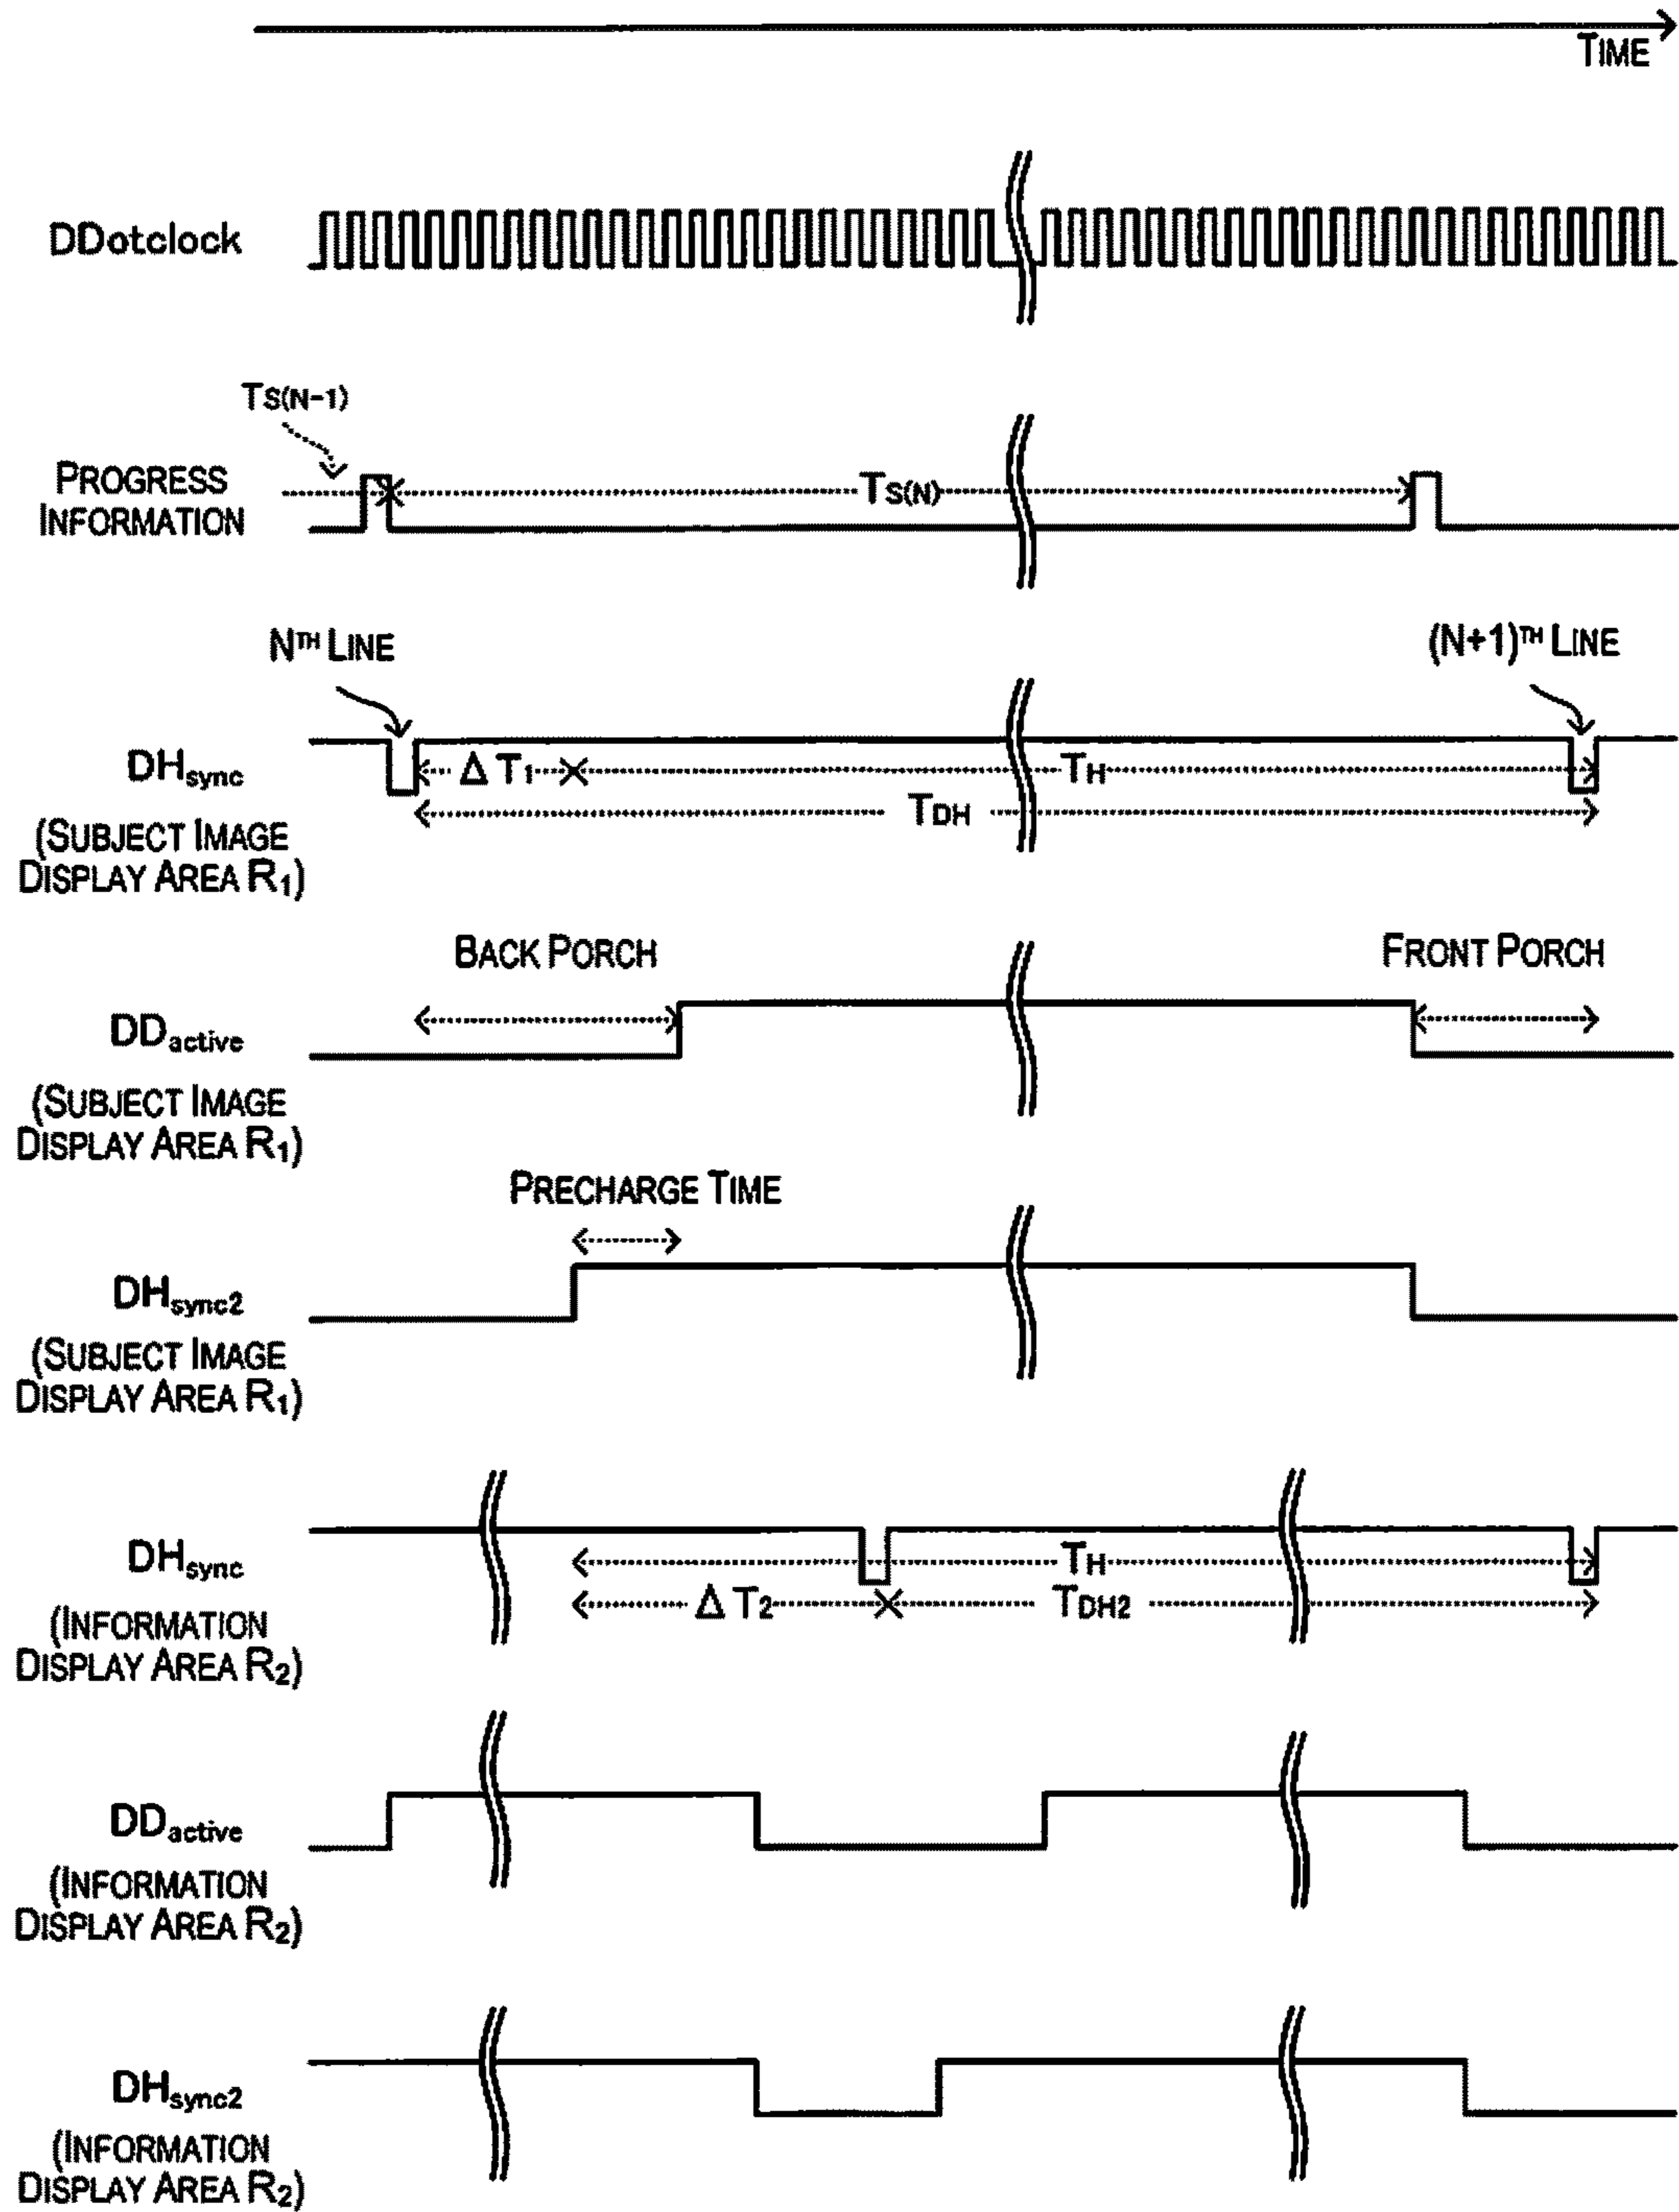 TIME
DDotclock
TS(N-1)
PROGRESS
INFORMATION
TS(N)
NTH LINE
(N+1)TH LINE
DHsync
Δ T1
TH
TDH
(SUBJECT IMAGE
DISPLAY AREA R1)
BACK PORCH
FRONT PORCH
DDactive
(SUBJECT IMAGE
DISPLAY AREA R1)
PRECHARGE TIME
DHsync2
(SUBJECT IMAGE
DISPLAY AREA R1)
DHsync
TH
Δ T2
TDH2
(INFORMATION
DISPLAY AREA R2)
DDactive
(INFORMATION
DISPLAY AREA R2)
DHsync2
(INFORMATION
DISPLAY AREA R2)